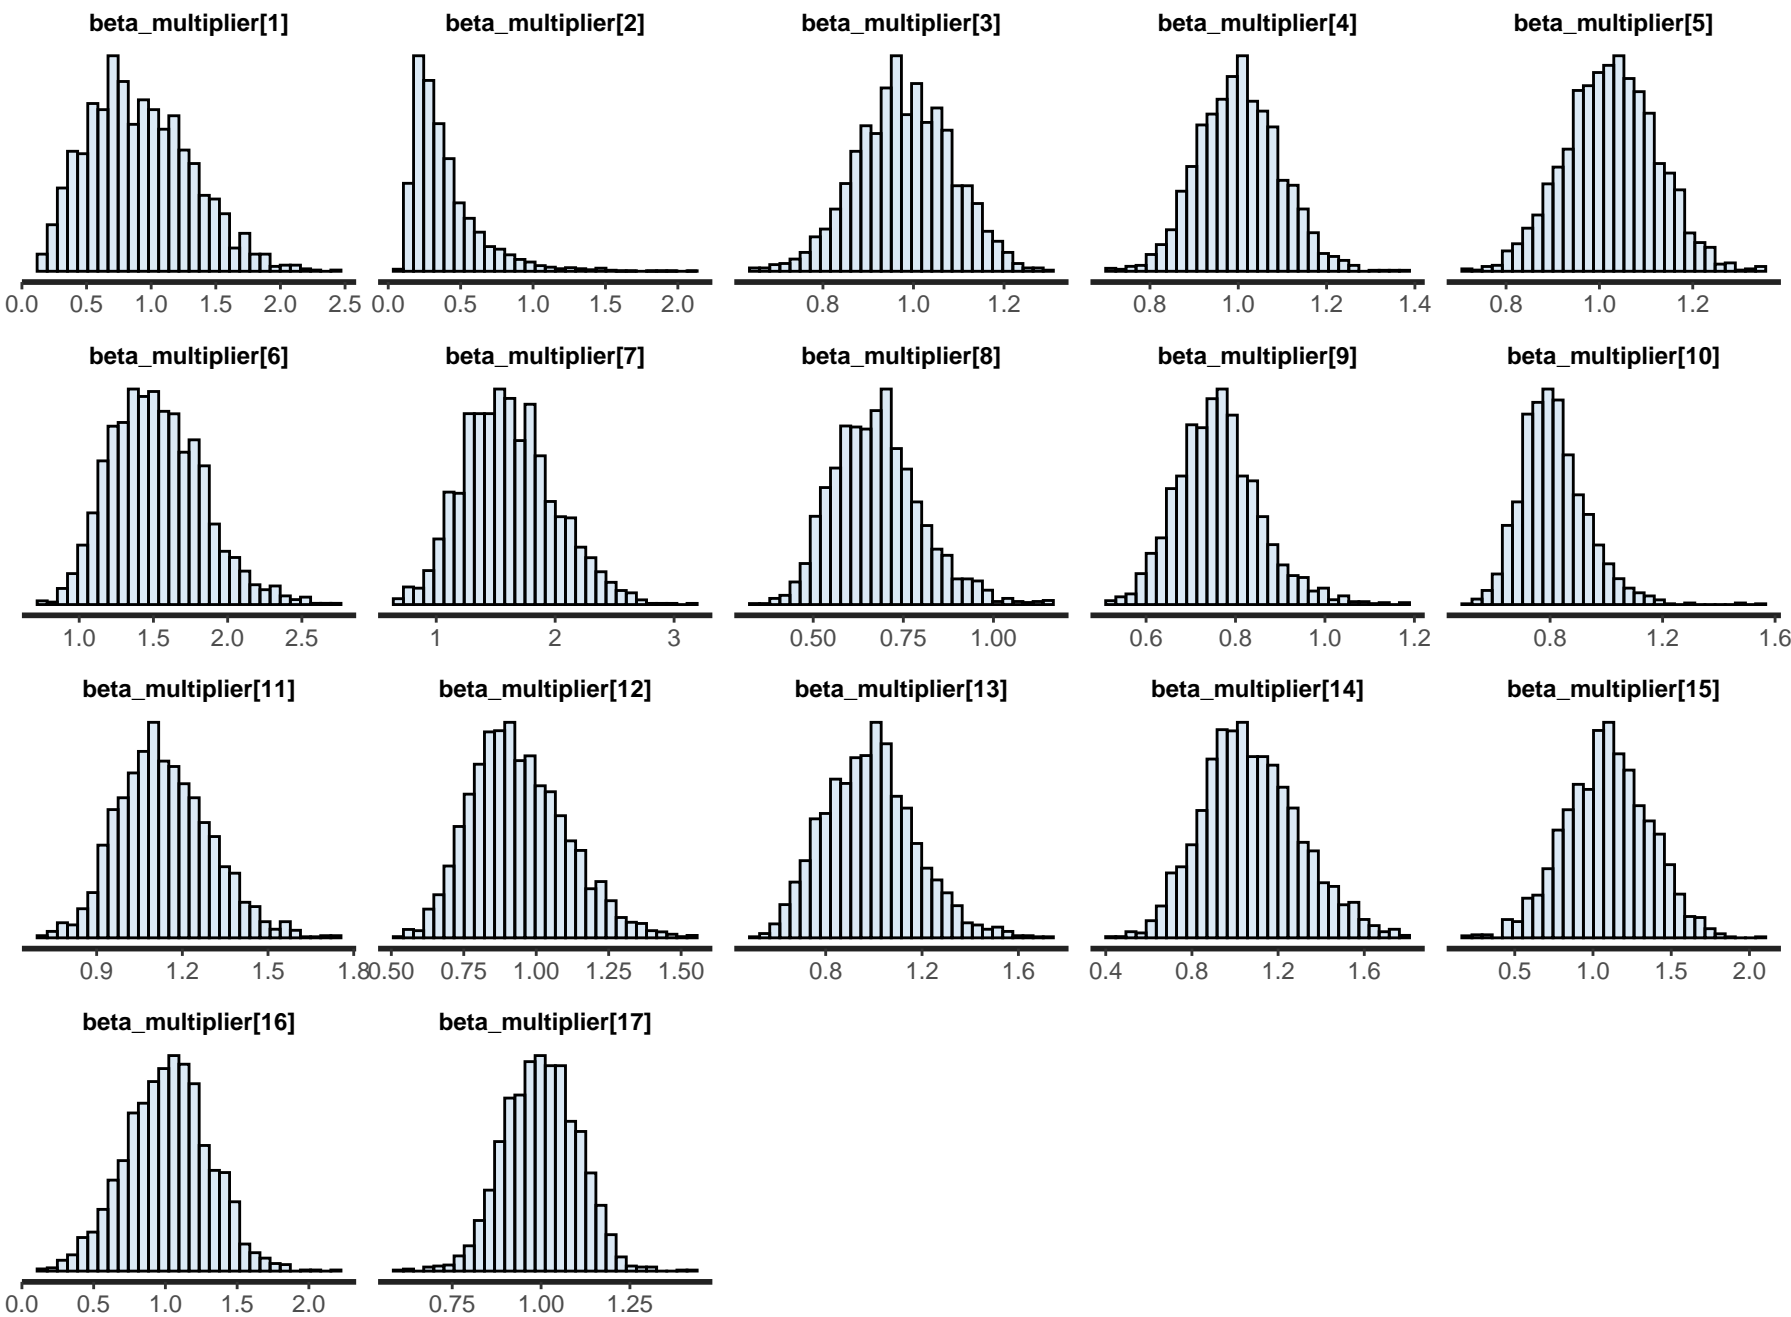 beta_multiplier[1] beta_multiplier[2] beta_multiplier[3] beta_multiplier[4] beta_multiplier[5]
0.0 0.5 1.0 1.5 2.0 2.5 0.0 0.5 1.0 1.5 2.0 0.8 1.0 1.2 0.8 1.0 1.2 1.4 0.8 1.0 1.2
beta_multiplier[6] beta_multiplier[7] beta_multiplier[8] beta_multiplier[9] beta_multiplier[10]
1.0 1.5 2.0 2.5 1 2 3 0.50 0.75 1.00 0.6 0.8 1.0 1.2 0.8 1.2 1.6
beta_multiplier[11] beta_multiplier[12] beta_multiplier[13] beta_multiplier[14] beta_multiplier[15]
0.9 1.2 1.5 1.8 0.50 0.75 1.00 1.25 1.50 0.8 1.2 1.6 0.4 0.8 1.2 1.6 0.5 1.0 1.5 2.0
beta_multiplier[16] beta_multiplier[17]
0.0 0.5 1.0 1.5 2.0 0.75 1.00 1.25